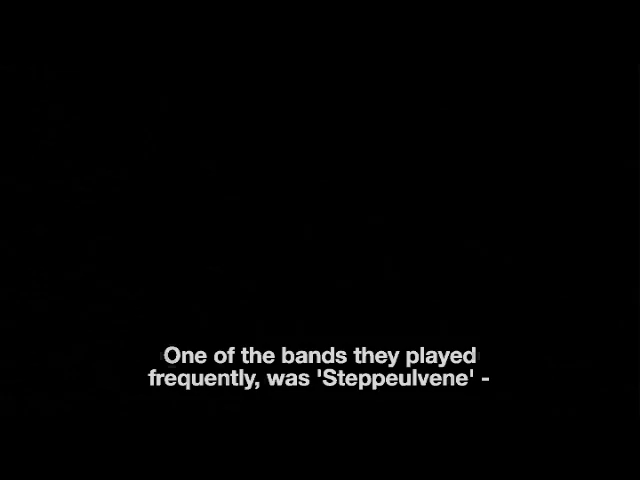 One of the bands they played
frequently, was 'Steppeulvene' -